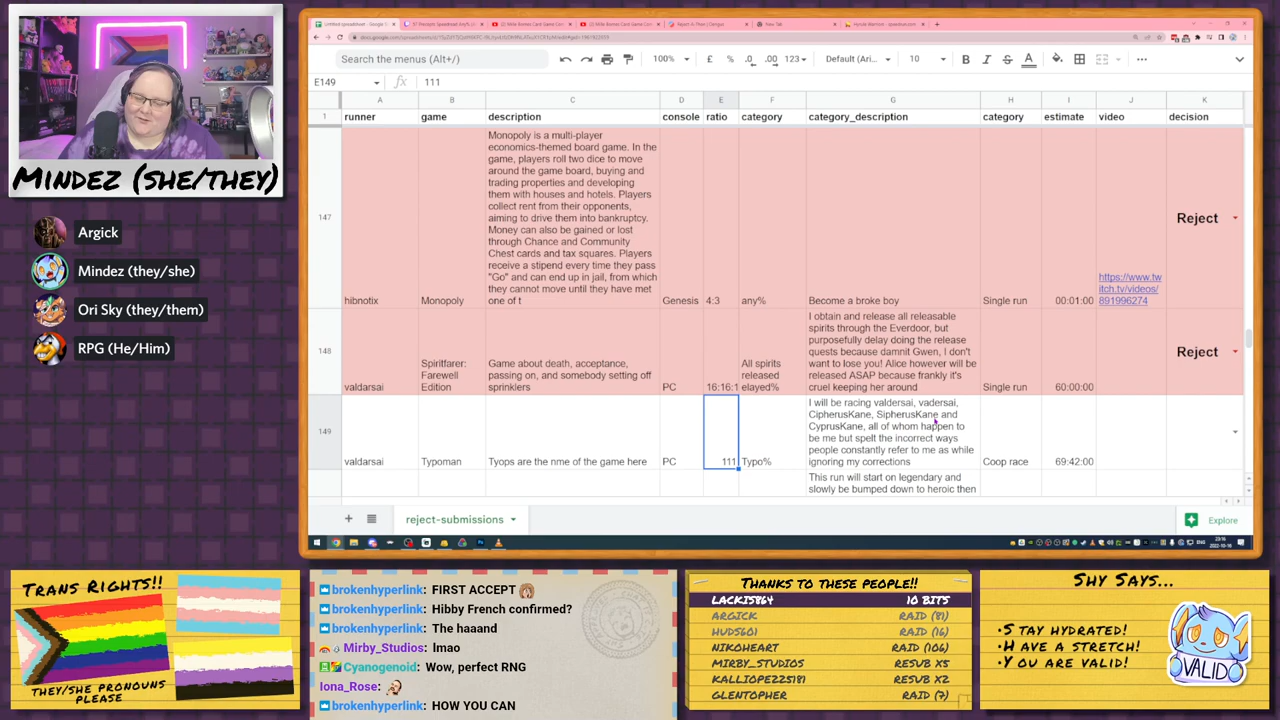 MINDEZ (SHE/THEY)
Argick
Mindez (they/she)
Ori Sky (they/them)
RPG (He/Him)
Search the menus (Alt+/)
100%
£
%
.0
.00
123
Default (Ari...
10
B
I
S
A
E149
fx
111
A
B
C
D
E
F
G
H
I
J
K
1
runner
game
description
console
ratio
category
category_description
category
estimate
video
decision
147
hibnotix
Monopoly
Monopoly is a multi-player
economics-themed board game. In the
game, players roll two dice to move
around the game board, buying and
trading properties and developing
them with houses and hotels. Players
collect rent from their opponents,
aiming to drive them into bankruptcy.
Money can also be gained or lost
through Chance and Community
Chest cards and tax squares. Players
receive a stipend every time they pass
"Go" and can end up in jail, from which
they cannot move until they have met
one of t
Genesis
4:3
any%
Become a broke boy
Single run
00:01:00
https://www.tw
itch.tv/videos/
891996274
Reject
148
valdarsai
Spiritfarer:
Farewell
Edition
Game about death, acceptance,
passing on, and somebody setting off
sprinklers
PC
16:16:1
All spirits
released
elayed%
I obtain and release all releasable
spirits through the Everdoor, but
purposefully delay doing the release
quests because damnit Gwen, I don't
want to lose you! Alice however will be
released ASAP because frankly it's
cruel keeping her around
Single run
60:00:00
Reject
149
valdarsai
Typoman
Tyops are the nme of the game here
PC
111
Typo%
I will be racing valdersai, vadersai,
CipherusKane, SipherusKane and
CyprusKane, all of whom happen to
be me but spelt the incorrect ways
people constantly refer to me as while
ignoring my corrections
Coop race
69:42:00
This run will start on legendary and
slowly be bumped down to heroic then
reject-submissions
Explore
TRANS RIGHTS!!
THEY/SHE PRONOUNS
PLEASE
brokenhyperlink: FIRST ACCEPT
brokenhyperlink: Hibby French confirmed?
brokenhyperlink: The haaand
Mirby_Studios: lmao
Cyanogenoid: Wow, perfect RNG
Iona_Rose:
brokenhyperlink: HOW YOU CAN
THANKS TO THESE PEOPLE!!
LACKIS864 10 BITS
ARGICK RAID (81)
HUDS601 RAID (16)
NIKOHEART RAID (106)
MIRBY_STUDIOS RESUB X5
KALLIOPE225181 RESUB X2
GLENTOPHER RAID (7)
SHY SAYS...
•S TAY HYDRATED!
•H AVE A STRETCH!
•Y OU ARE VALID!
VALID